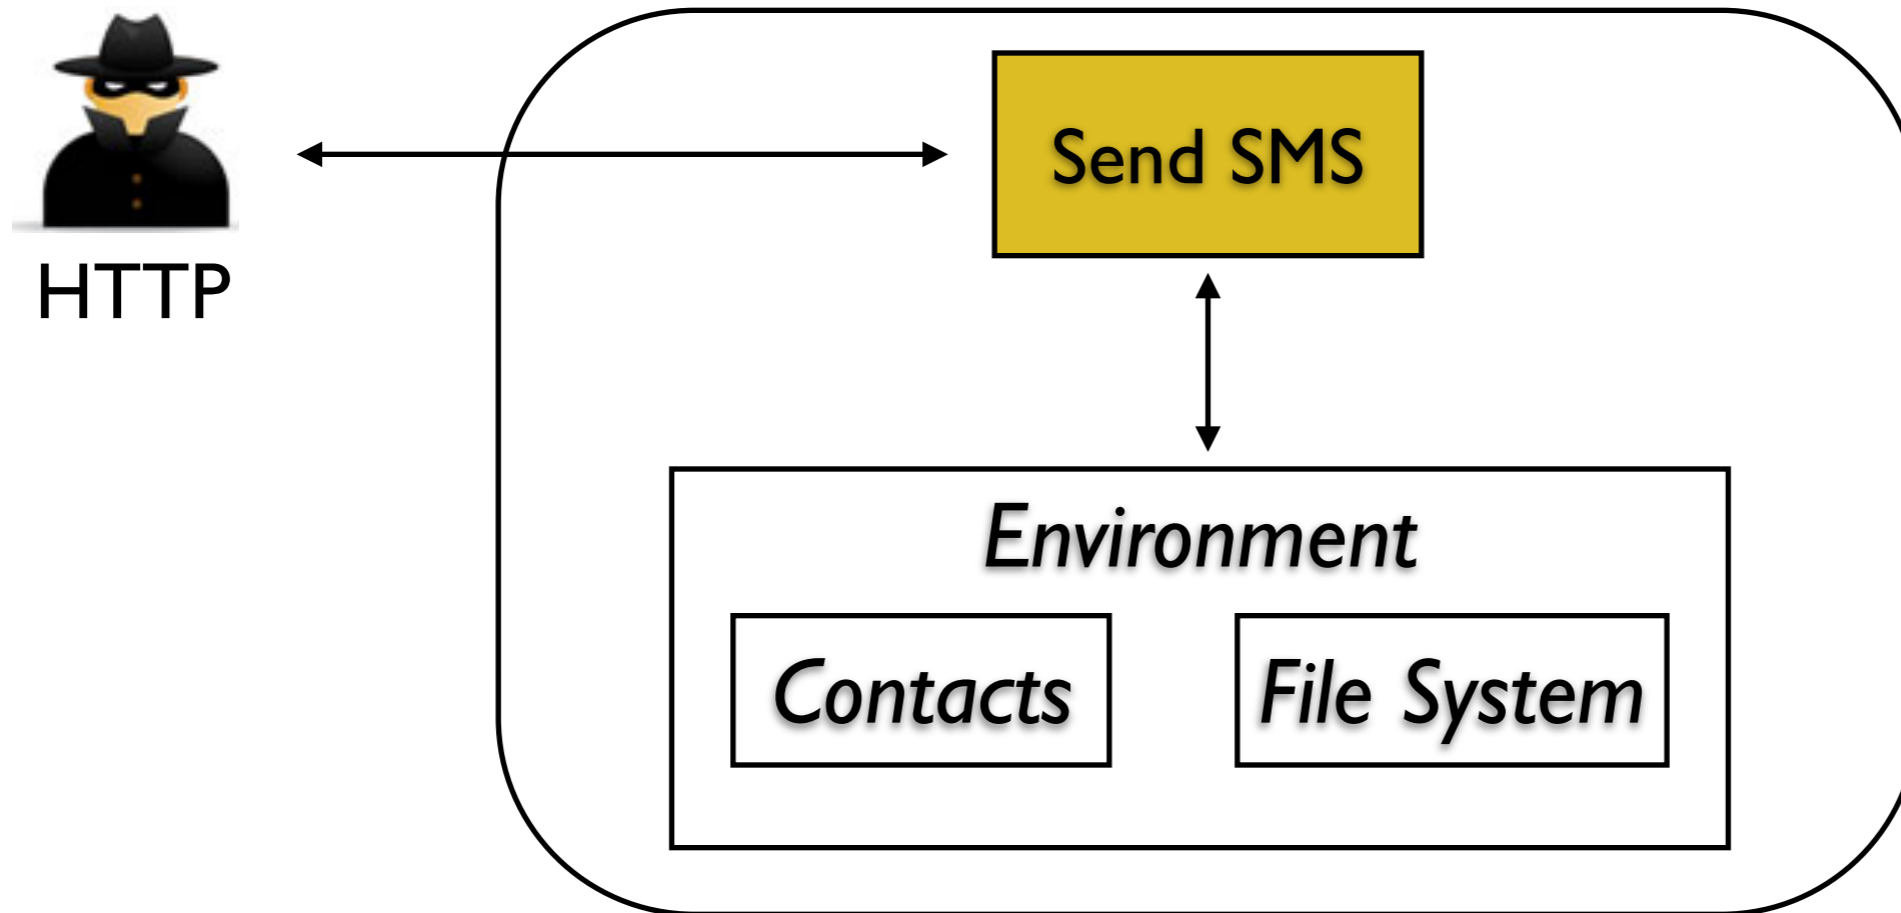 Send SMS
HTTP
Environment
Contacts
File System